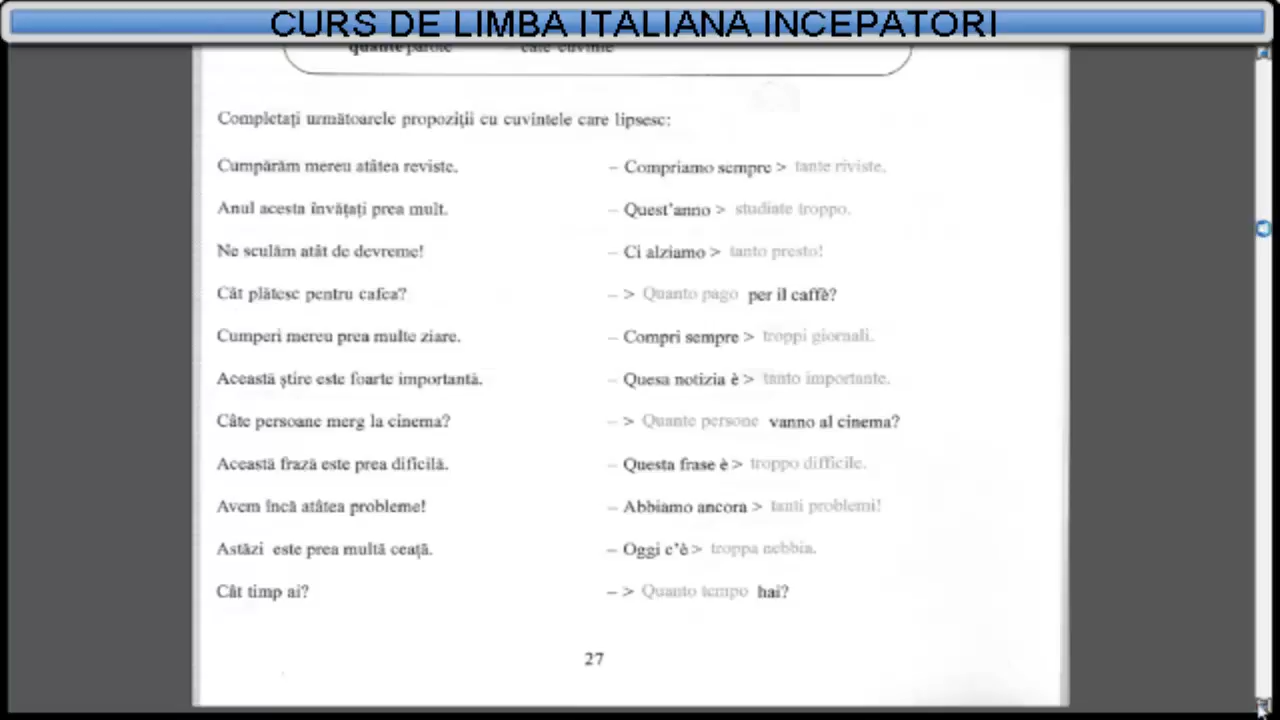 CURS DE LIMBA ITALIANA INCEPATORI
quante parole care cuvinte
Completați următoarele propoziții cu cuvintele care lipsesc:
Cumpărăm mereu atâtea reviste. – Compriamo sempre > tante riviste.
Anul acesta învățați prea mult. – Quest'anno > studiate troppo.
Ne sculăm atât de devreme! – Ci alziamo > tanto presto!
Cât plătesc pentru cafea? – > Quanto pago per il caffè?
Cumperi mereu prea multe ziare. – Compri sempre > troppi giornali.
Această știre este foarte importantă. – Quesa notizia è > tanto importante.
Câte persoane merg la cinema? – > Quante persone vanno al cinema?
Această frază este prea dificilă. – Questa frase è > troppo difficile.
Avem încă atâtea probleme! – Abbiamo ancora > tanti problemi!
Astăzi este prea multă ceață. – Oggi c'è > troppa nebbia.
Cât timp ai? – > Quanto tempo hai?
27